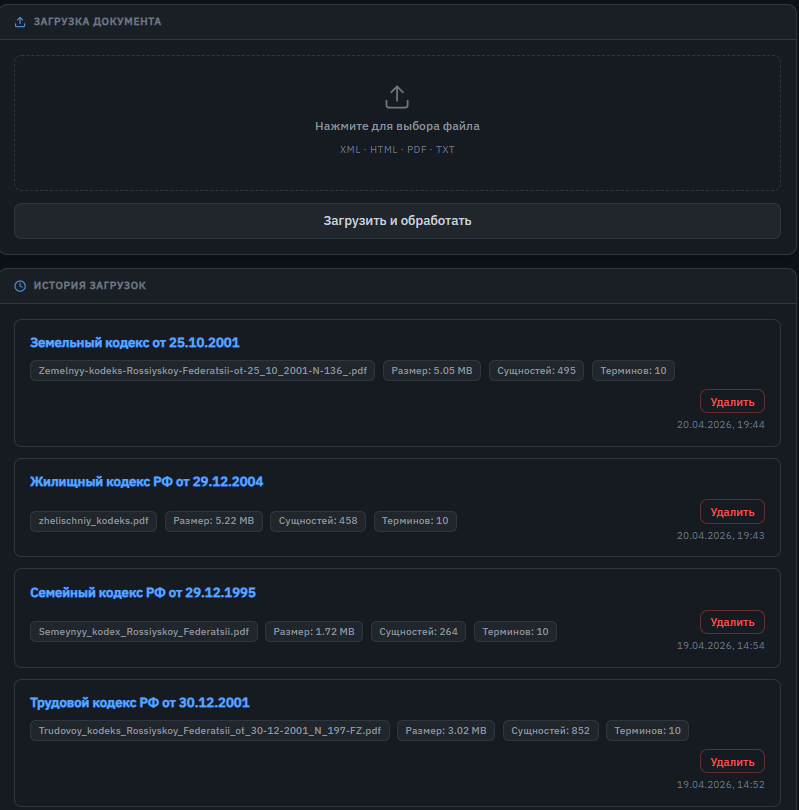 ЗАГРУЗКА ДОКУМЕНТА
Нажмите для выбора файла
XML · HTML · PDF · TXT
Загрузить и обработать
ИСТОРИЯ ЗАГРУЗОК
Земельный кодекс от 25.10.2001
Zemelnyy-kodeks-Rossiyskoy-Federatsii-ot-25_10_2001-N-136_.pdf Размер: 5.05 MB Сущностей: 495 Терминов: 10
Удалить
20.04.2026, 19:44
Жилищный кодекс РФ от 29.12.2004
zhelischniy_kodeks.pdf Размер: 5.22 MB Сущностей: 458 Терминов: 10
Удалить
20.04.2026, 19:43
Семейный кодекс РФ от 29.12.1995
Semeynyy_kodex_Rossiyskoy_Federatsii.pdf Размер: 1.72 MB Сущностей: 264 Терминов: 10
Удалить
19.04.2026, 14:54
Трудовой кодекс РФ от 30.12.2001
Trudovoy_kodeks_Rossiyskoy_Federatsii_ot_30-12-2001_N_197-FZ.pdf Размер: 3.02 MB Сущностей: 852 Терминов: 10
Удалить
19.04.2026, 14:52